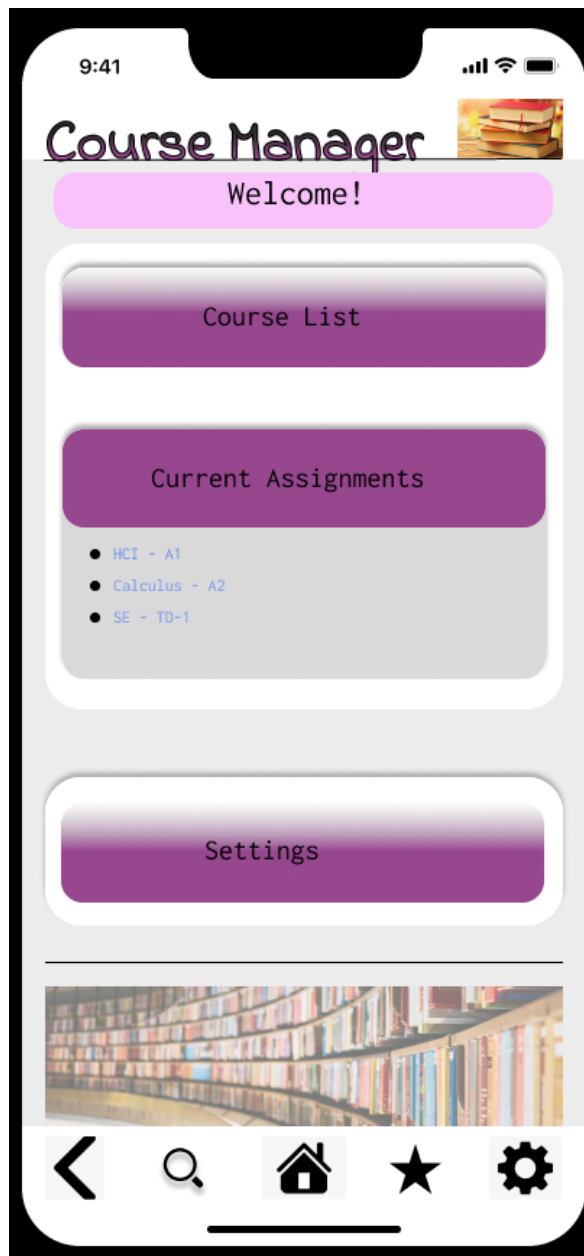 9:41
Course Manager
Welcome!
Course List
Current Assignments
HCI - A1
Calculus - A2
SE - TD-1
Settings